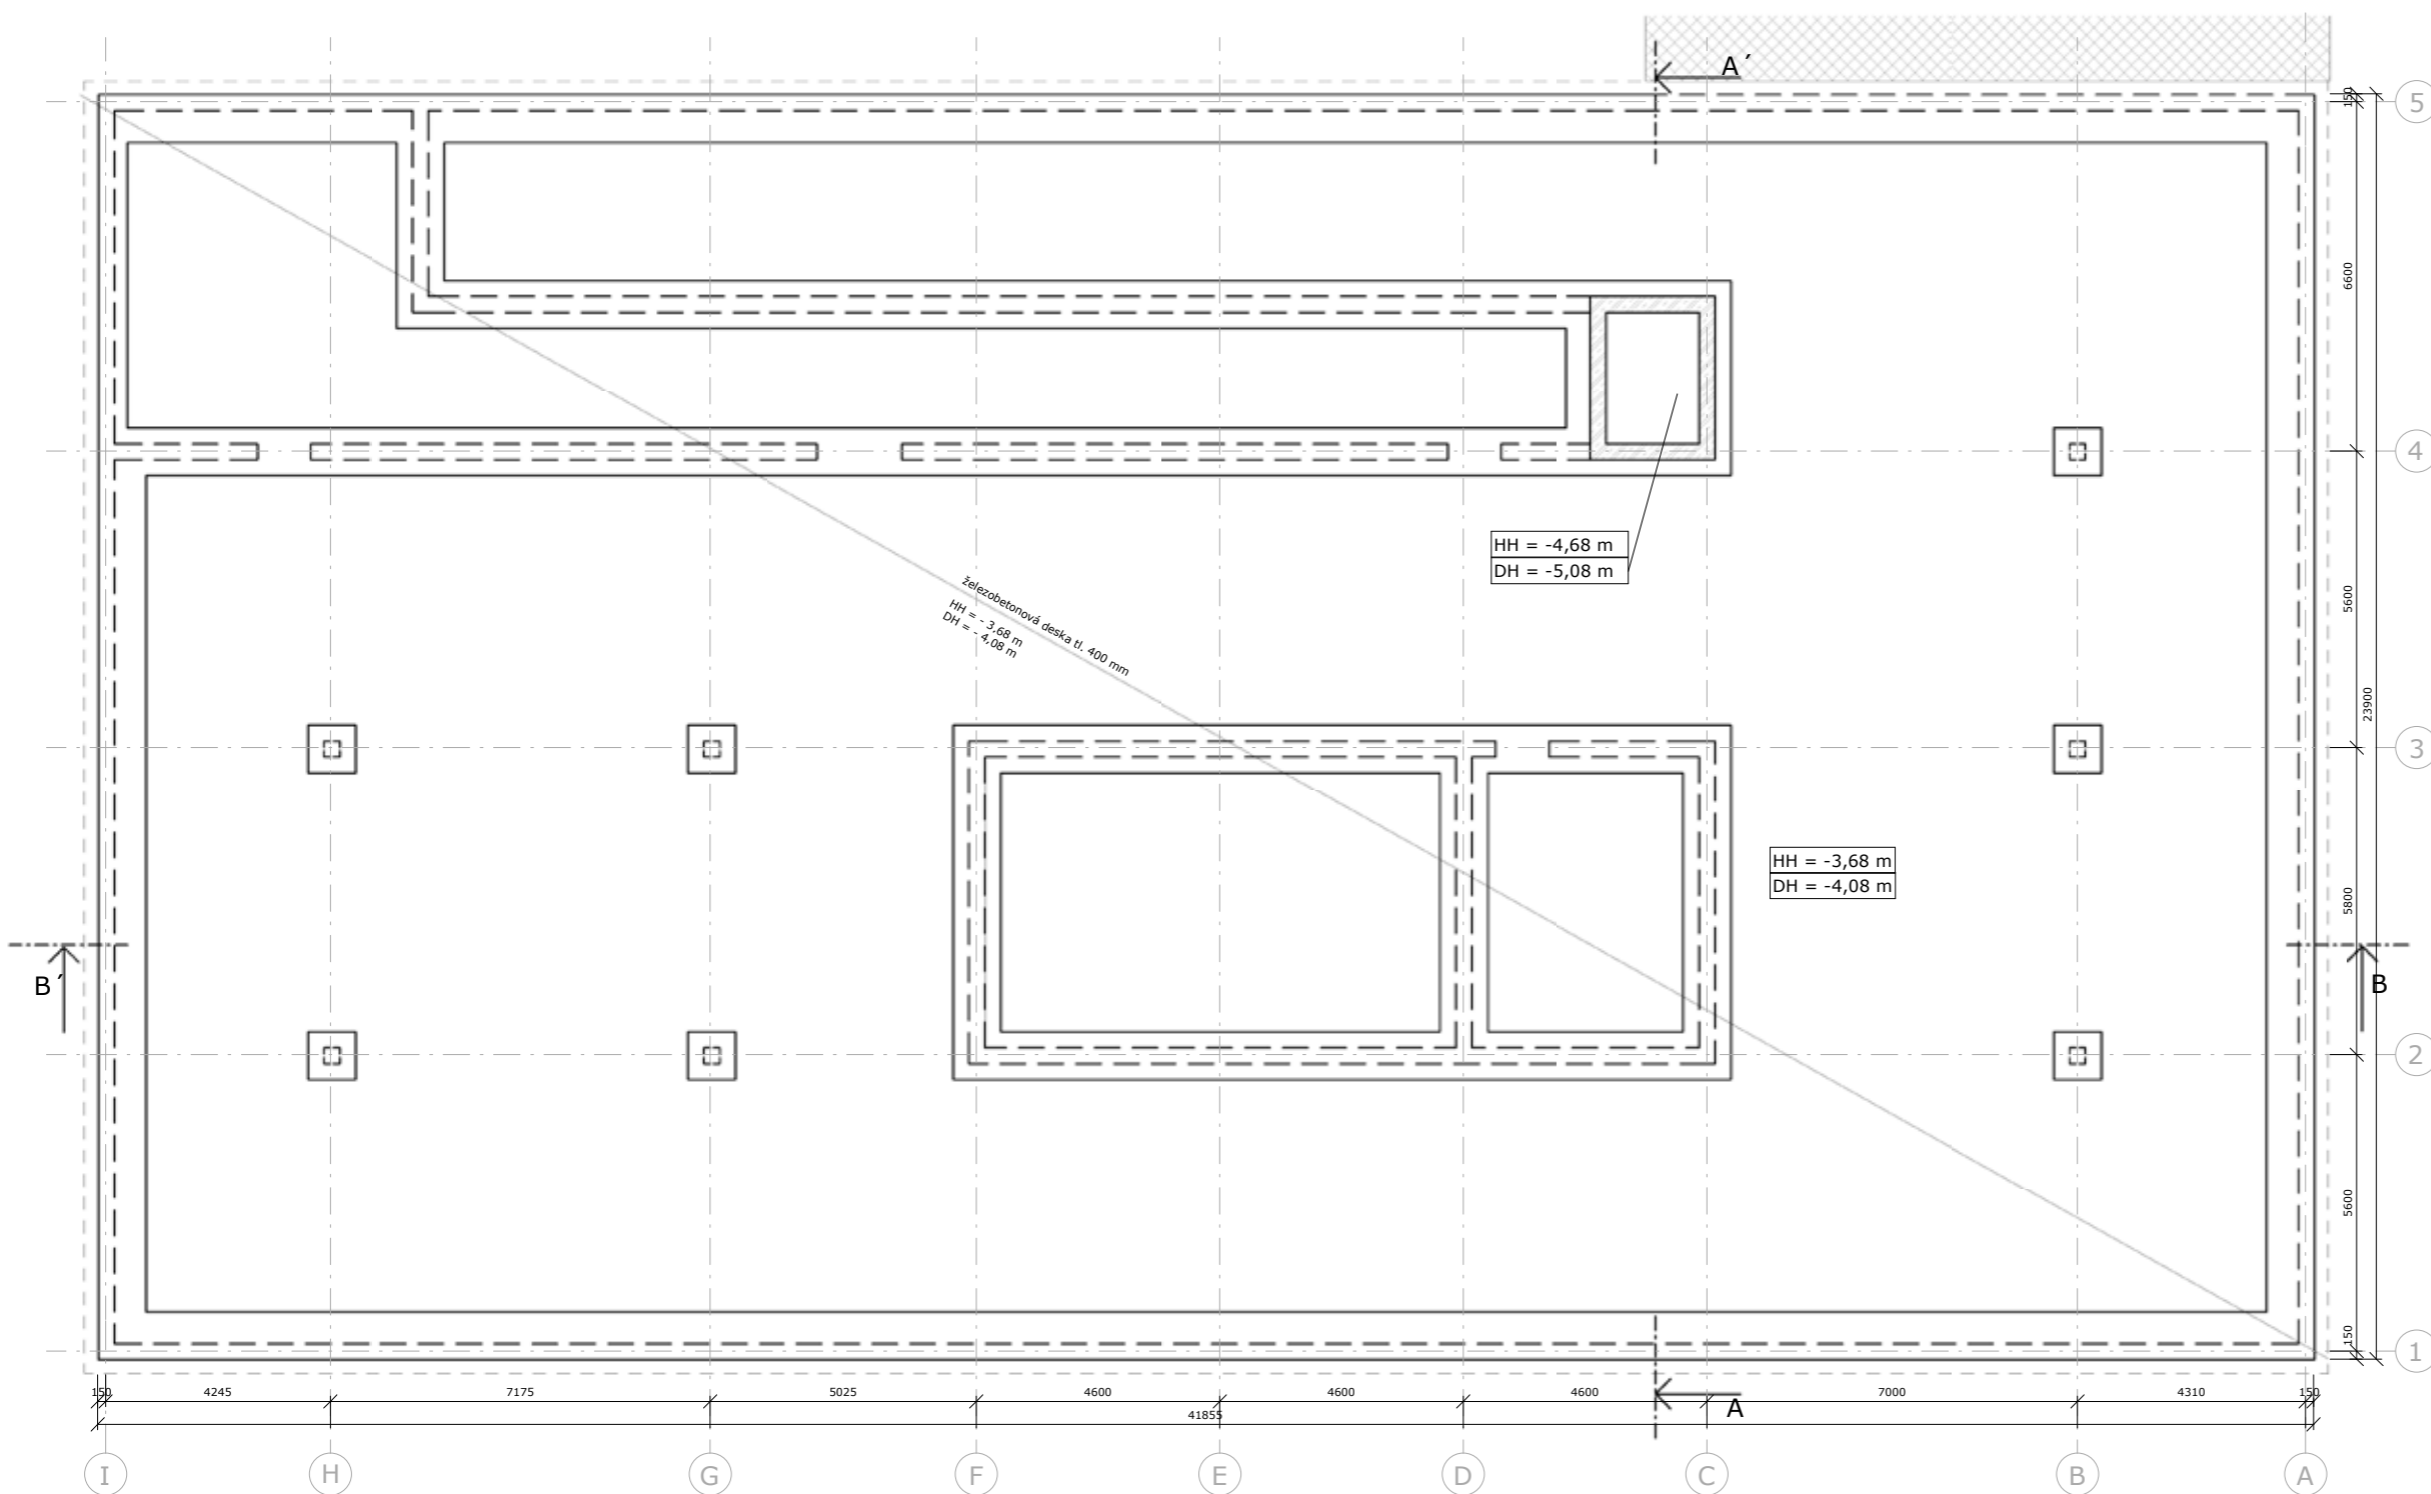 A´
5
150
6600
4
HH = -4,68 m
DH = -5,08 m
železobetonová deska tl. 400 mm
HH = - 3,68 m
DH = - 4,08 m
5600
23900
3
HH = -3,68 m
DH = -4,08 m
5800
B´
B
2
5600
150
1
150
4245
7175
5025
4600
4600
4600
7000
4310
150
A
41855
I
H
G
F
E
D
C
B
A